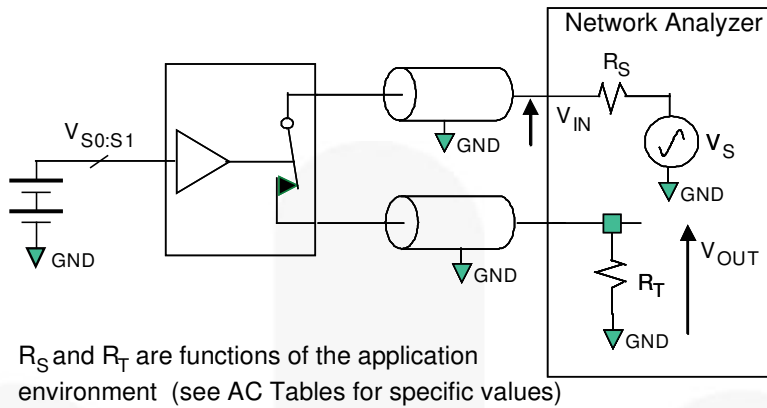 Network Analyzer
R_S
V_S0:S1
V_IN
GND
V_S
GND
GND
GND
V_OUT
R_T
GND
R_S and R_T are functions of the application
environment (see AC Tables for specific values)